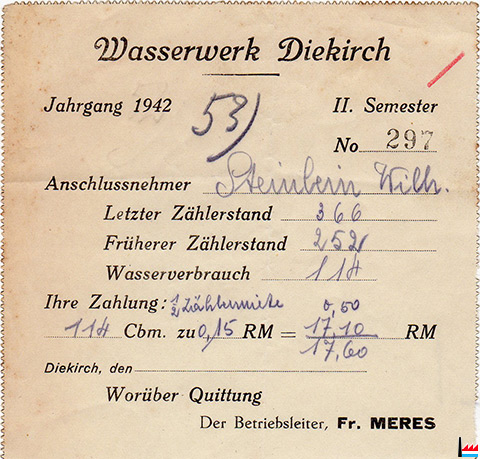 Wasserwerk Diekirch
Jahrgang 1942 53) II. Semester
No 297
Anschlussnehmer Steinbein Wilh.
Letzter Zählerstand 366
Früherer Zählerstand 252
Wasserverbrauch 114
Ihre Zahlung: 1/2 Zählermiete 0,50
114 Cbm. zu 0,15 RM = 17,10 RM
17,60
Diekirch, den
Worüber Quittung
Der Betriebsleiter, Fr. MERES